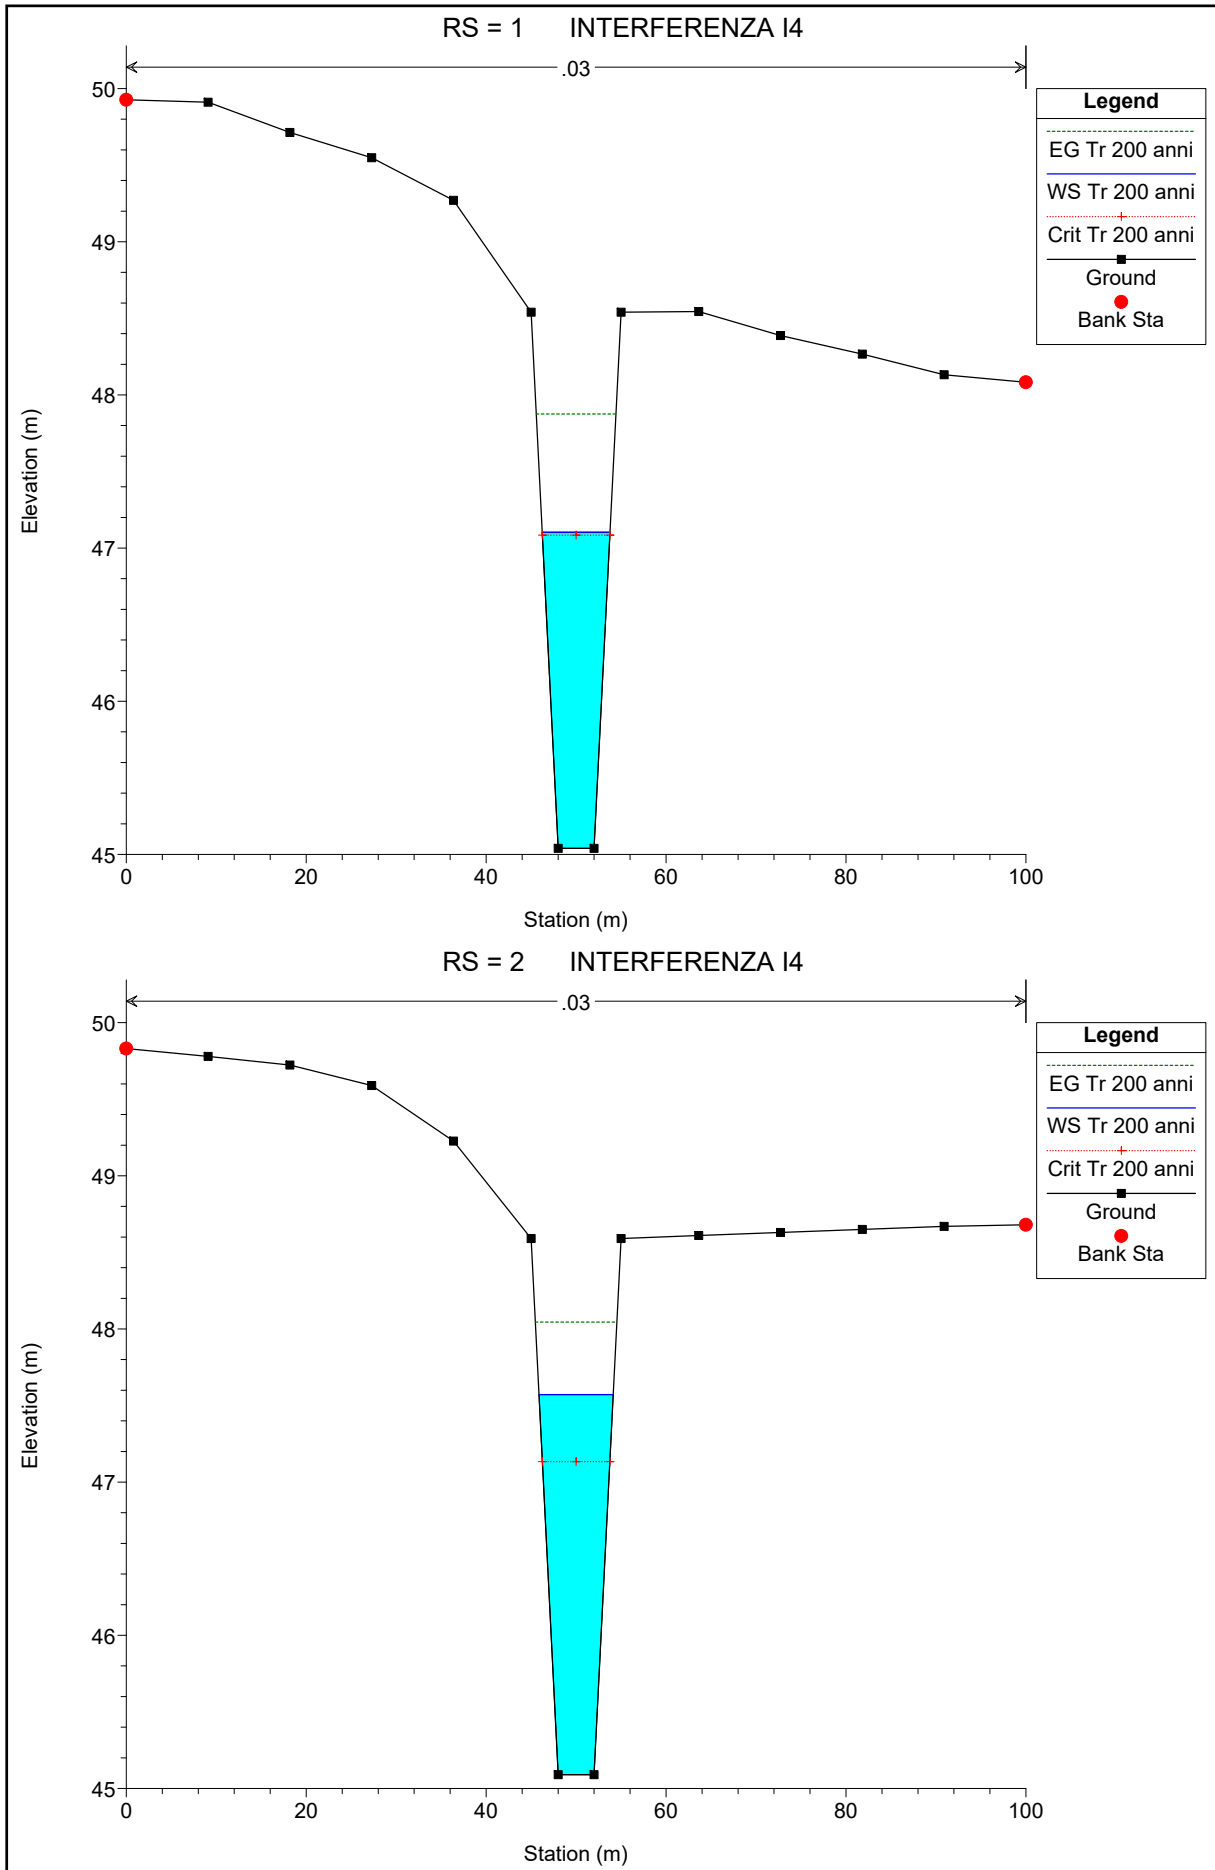 RS = 1 INTERFERENZA I4
.03
50
49
48
47
46
45
Elevation (m)
0 20 40 60 80 100
Station (m)
Legend
EG Tr 200 anni
WS Tr 200 anni
Crit Tr 200 anni
Ground
Bank Sta
RS = 2 INTERFERENZA I4
.03
50
49
48
47
46
45
Elevation (m)
0 20 40 60 80 100
Station (m)
Legend
EG Tr 200 anni
WS Tr 200 anni
Crit Tr 200 anni
Ground
Bank Sta